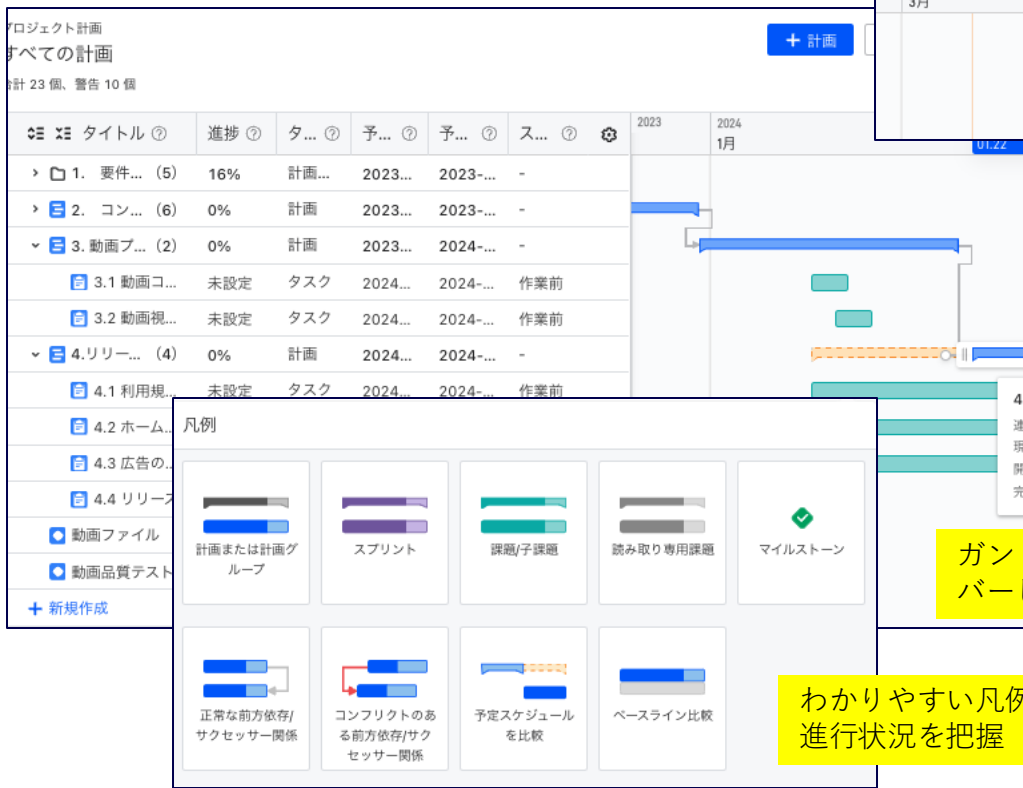 プロジェクト計画
すべての計画
合計 23 個、警告 10 個
計画
3月
タイトル
進捗
タ...
予...
予...
ス...
2023
2024
1月
01.22
1. 要件... (5)
16%
計画...
2023...
2023-...
-
2. コン... (6)
0%
計画
2023...
2023-...
-
3. 動画プ... (2)
0%
計画
2023...
2024-...
-
3.1 動画コ...
未設定
タスク
2024...
2024-...
作業前
3.2 動画視...
未設定
タスク
2024...
2024-...
作業前
4.リリー... (4)
0%
計画
2024...
2024-...
-
4.1 利用規...
未設定
タスク
2024...
2024-...
作業前
4.2 ホーム...
4.3 広告の...
4.4 リリース
動画ファイル
動画品質テスト
新規作成
4
進
現
開
完
凡例
計画または計画グ
ループ
スプリント
課題/子課題
読み取り専用課題
マイルストーン
正常な前方依存/
サクセッサー関係
コンフリクトのあ
る前方依存/サク
セッサー関係
予定スケジュール
を比較
ベースライン比較
ガン
バー
わかりやすい凡例
進行状況を把握